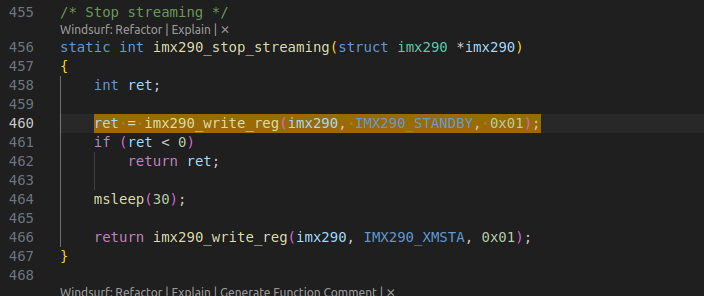 455 /* Stop streaming */
Windsurf: Refactor | Explain | ×
456 static int imx290_stop_streaming(struct imx290 *imx290)
457 {
458     int ret;
459
460     ret = imx290_write_reg(imx290, IMX290_STANDBY, 0x01);
461     if (ret < 0)
462         return ret;
463
464     msleep(30);
465
466     return imx290_write_reg(imx290, IMX290_XMSTA, 0x01);
467 }
468
Windsurf: Refactor | Explain | Generate Function Comment | ×